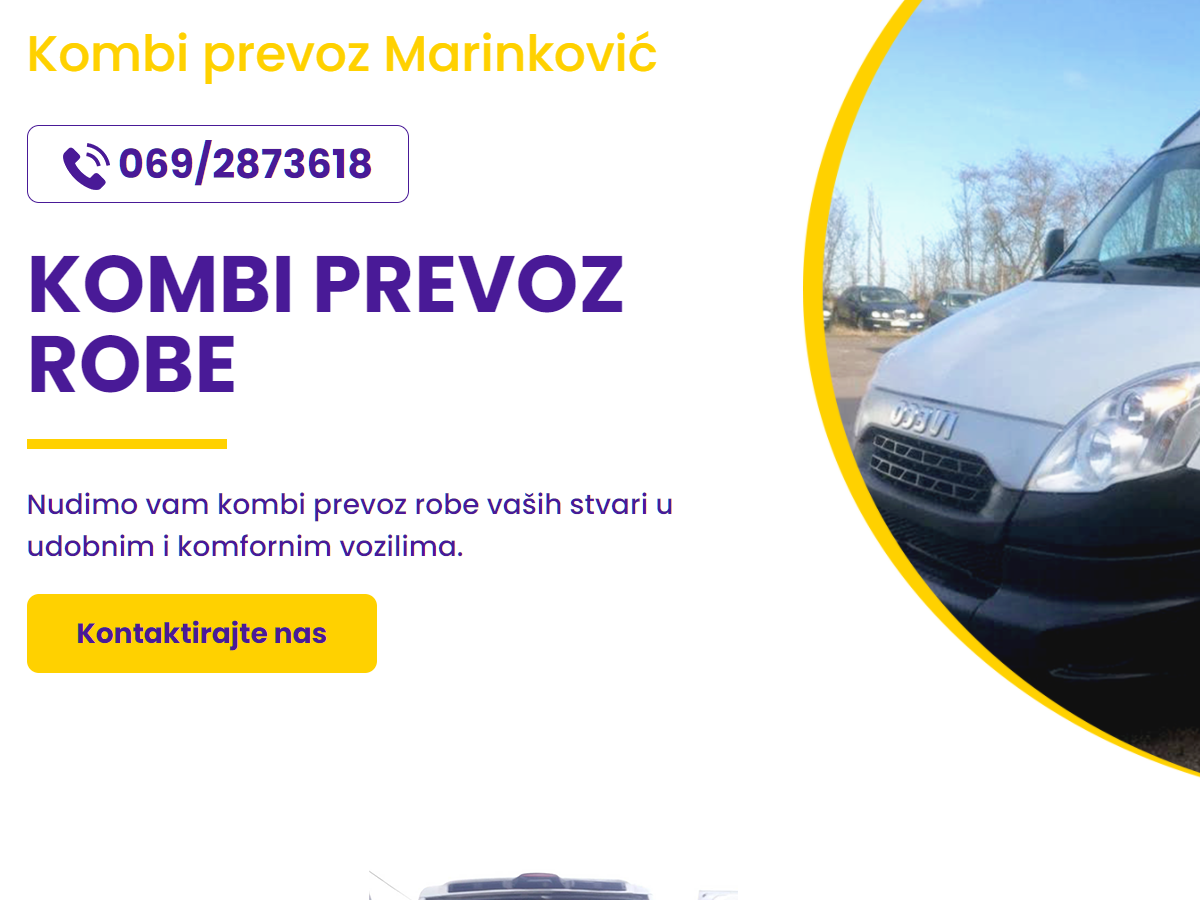 Kombi prevoz Marinković
069/2873618
KOMBI PREVOZ
ROBE
Nudimo vam kombi prevoz robe vaših stvari u
udobnim i komfornim vozilima.
Kontaktirajte nas
IVECO